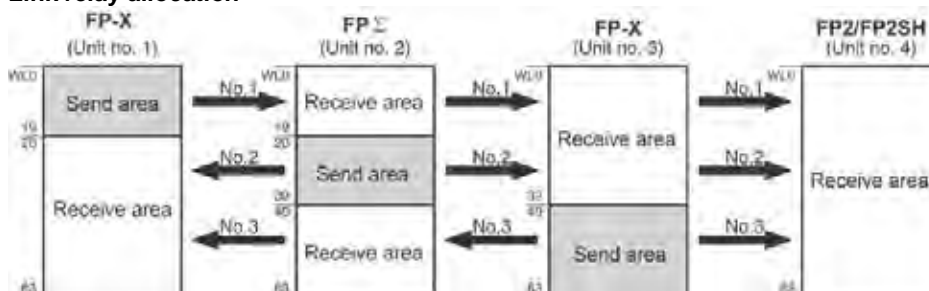 Link relay allocation
FP-X FPΣ FP-X FP2/FP2SH
(Unit no. 1) (Unit no. 2) (Unit no. 3) (Unit no. 4)
WL0 WL0 WL0 WL0
Send area No.1 Receive area No.1 Receive area No.1 Receive area
19 19
20 20
Receive area No.2 Send area No.2 No.2
39 39
40 40
No.3 Receive area No.3 Send area No.3
63 63 63